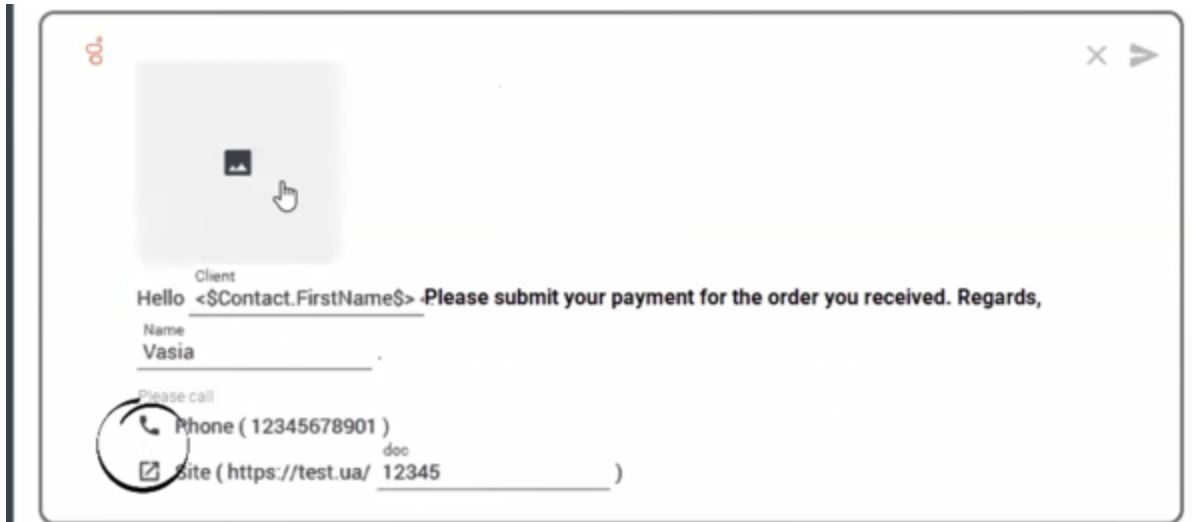 Client
Hello <$Contact.FirstName$> Please submit your payment for the order you received. Regards,
Name
Vasia .
Please call
Phone ( 12345678901 )
doc
Site ( https://test.ua/ 12345 )